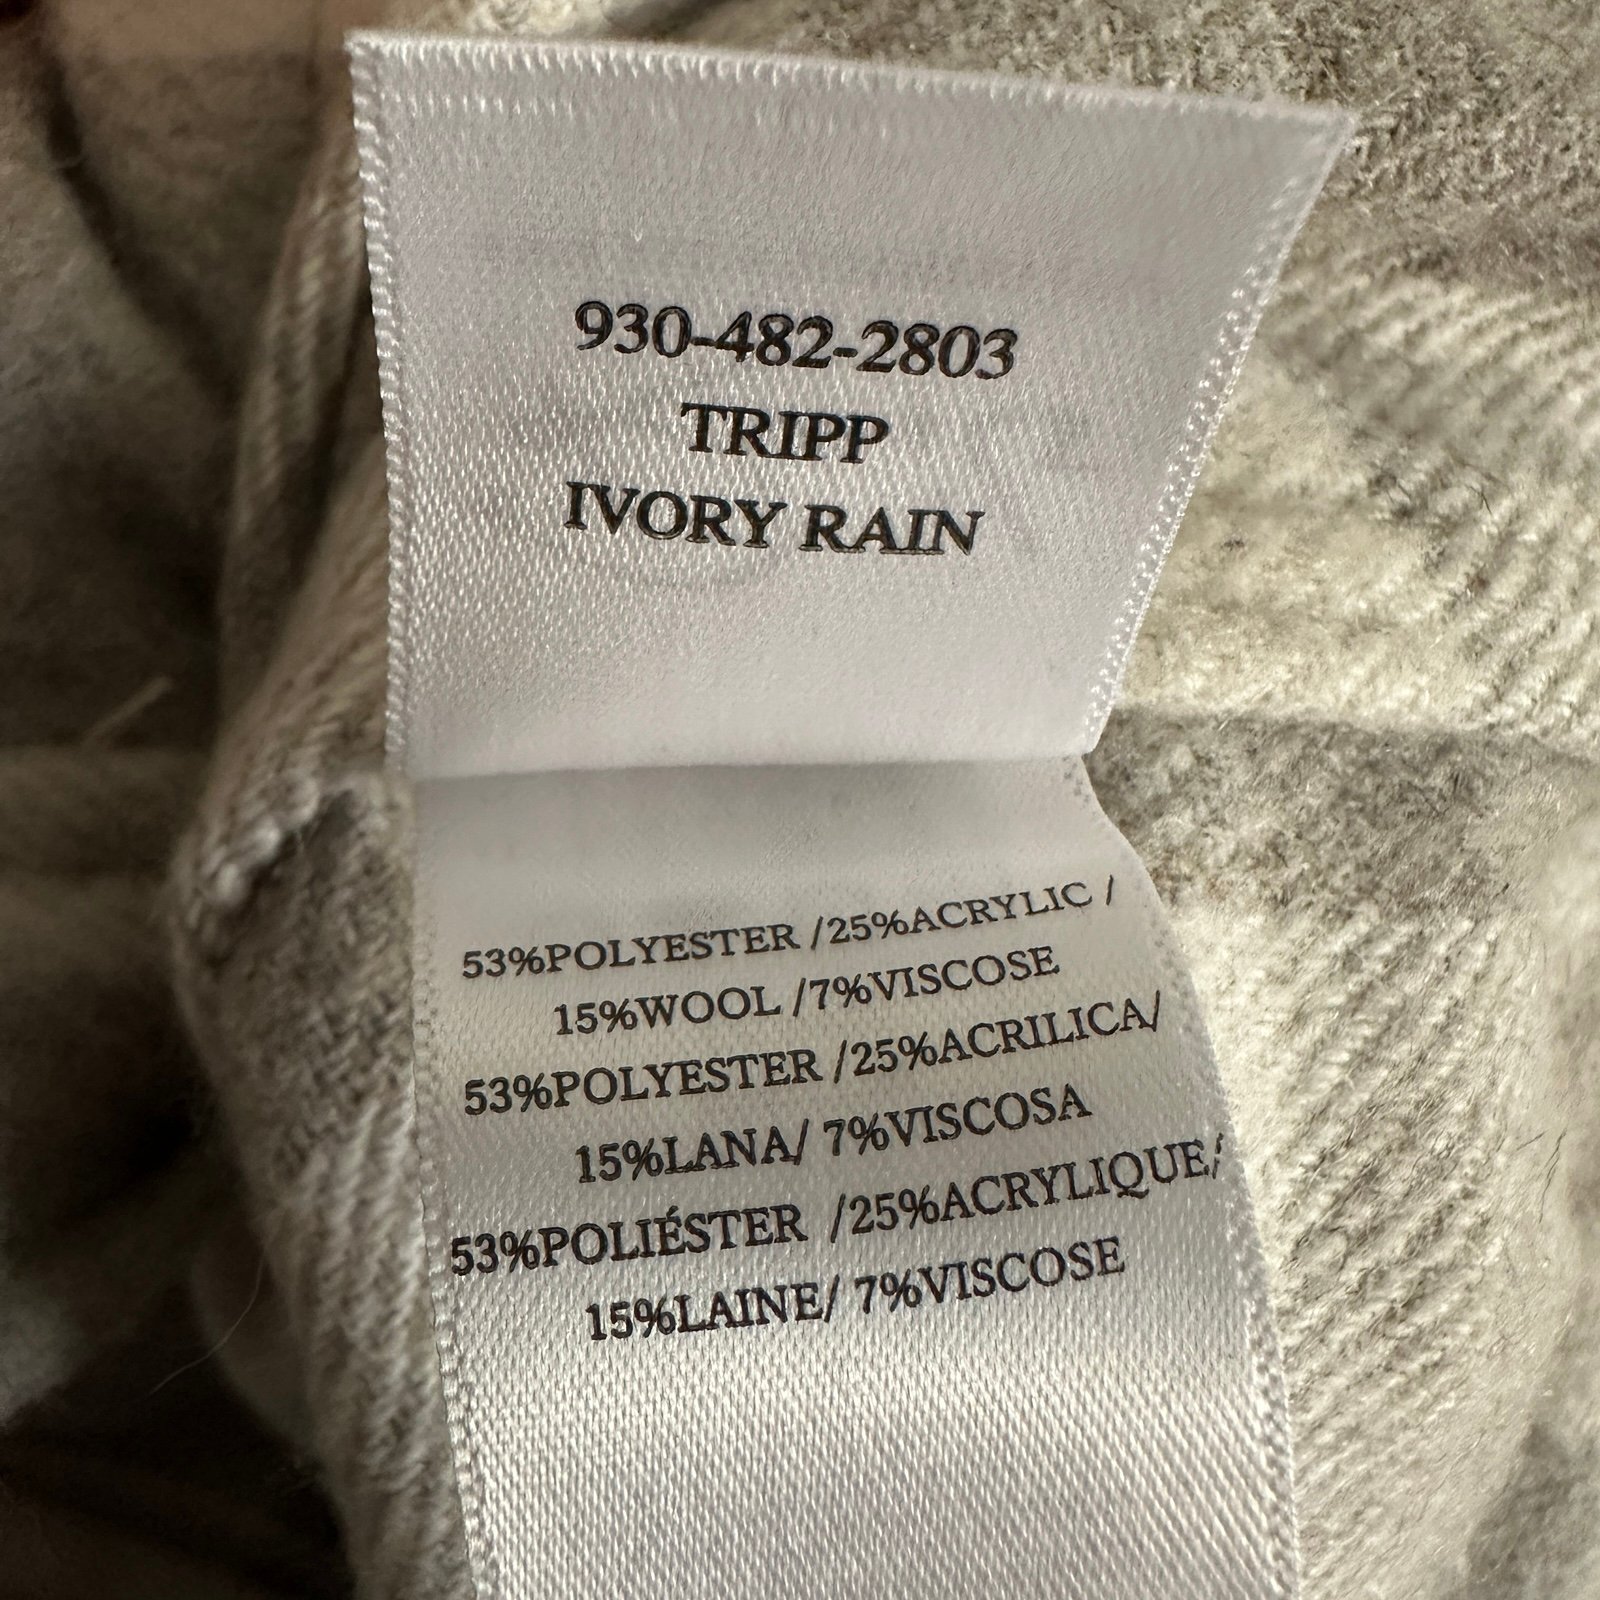 930-482-2803
TRIPP
IVORY RAIN
53%POLYESTER /25%ACRYLIC /
15%WOOL /7%VISCOSE
53%POLYESTER /25%ACRILICA/
15%LANA/ 7%VISCOSA
53%POLIÉSTER /25%ACRYLIQUE/
15%LAINE/ 7%VISCOSE